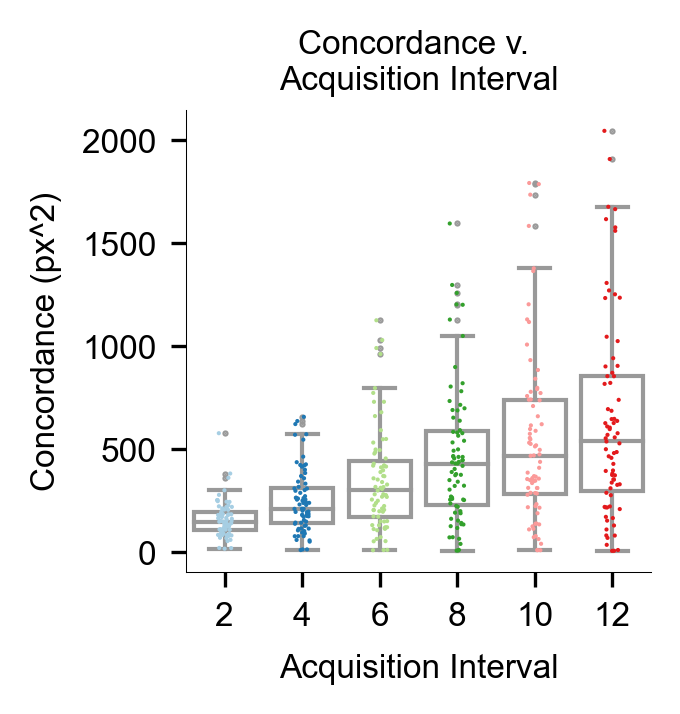 Concordance v.
Acquisition Interval
Concordance (px^2)
2000
1500
1000
500
0
2 4 6 8 10 12
Acquisition Interval